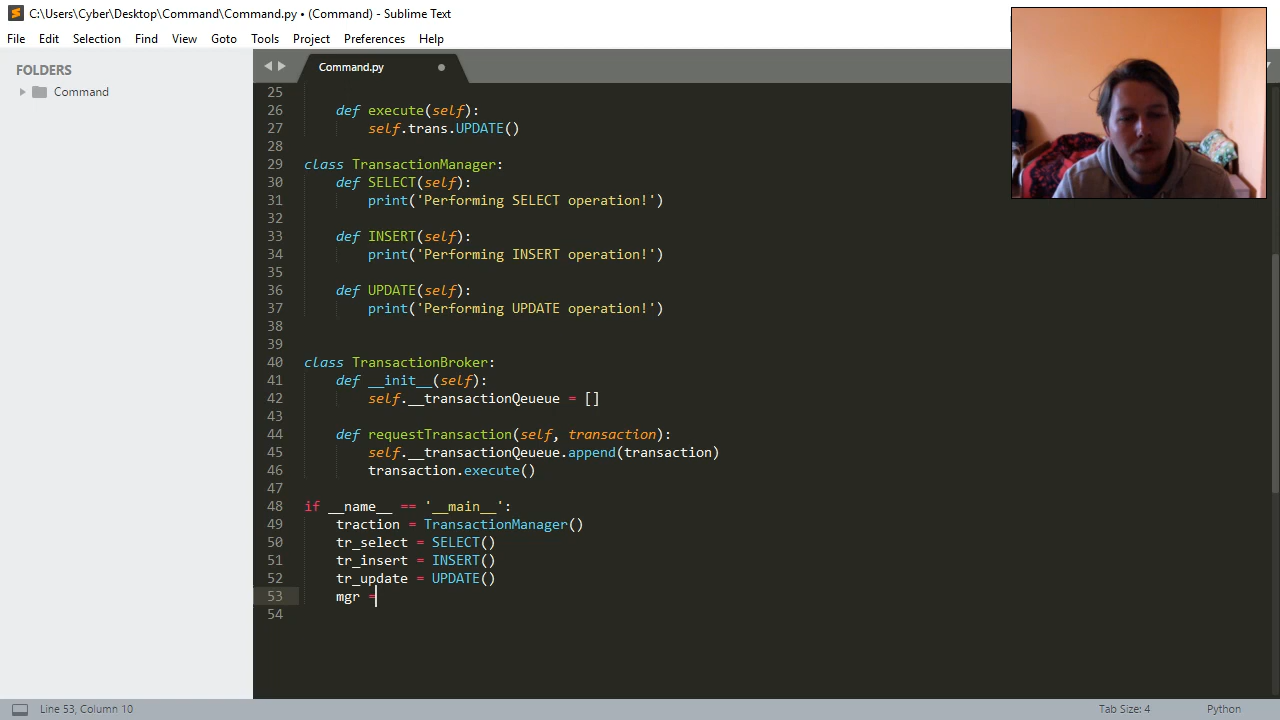 C:\Users\Cyber\Desktop\Command\Command.py • (Command) - Sublime Text
File Edit Selection Find View Goto Tools Project Preferences Help
FOLDERS
Command
Command.py
25
26 def execute(self):
27 self.trans.UPDATE()
28
29 class TransactionManager:
30 def SELECT(self):
31 print('Performing SELECT operation!')
32
33 def INSERT(self):
34 print('Performing INSERT operation!')
35
36 def UPDATE(self):
37 print('Performing UPDATE operation!')
38
39
40 class TransactionBroker:
41 def __init__(self):
42 self.__transactionQeueue = []
43
44 def requestTransaction(self, transaction):
45 self.__transactionQeueue.append(transaction)
46 transaction.execute()
47
48 if __name__ == '__main__':
49 traction = TransactionManager()
50 tr_select = SELECT()
51 tr_insert = INSERT()
52 tr_update = UPDATE()
53 mgr =
54
Line 53, Column 10
Tab Size: 4
Python